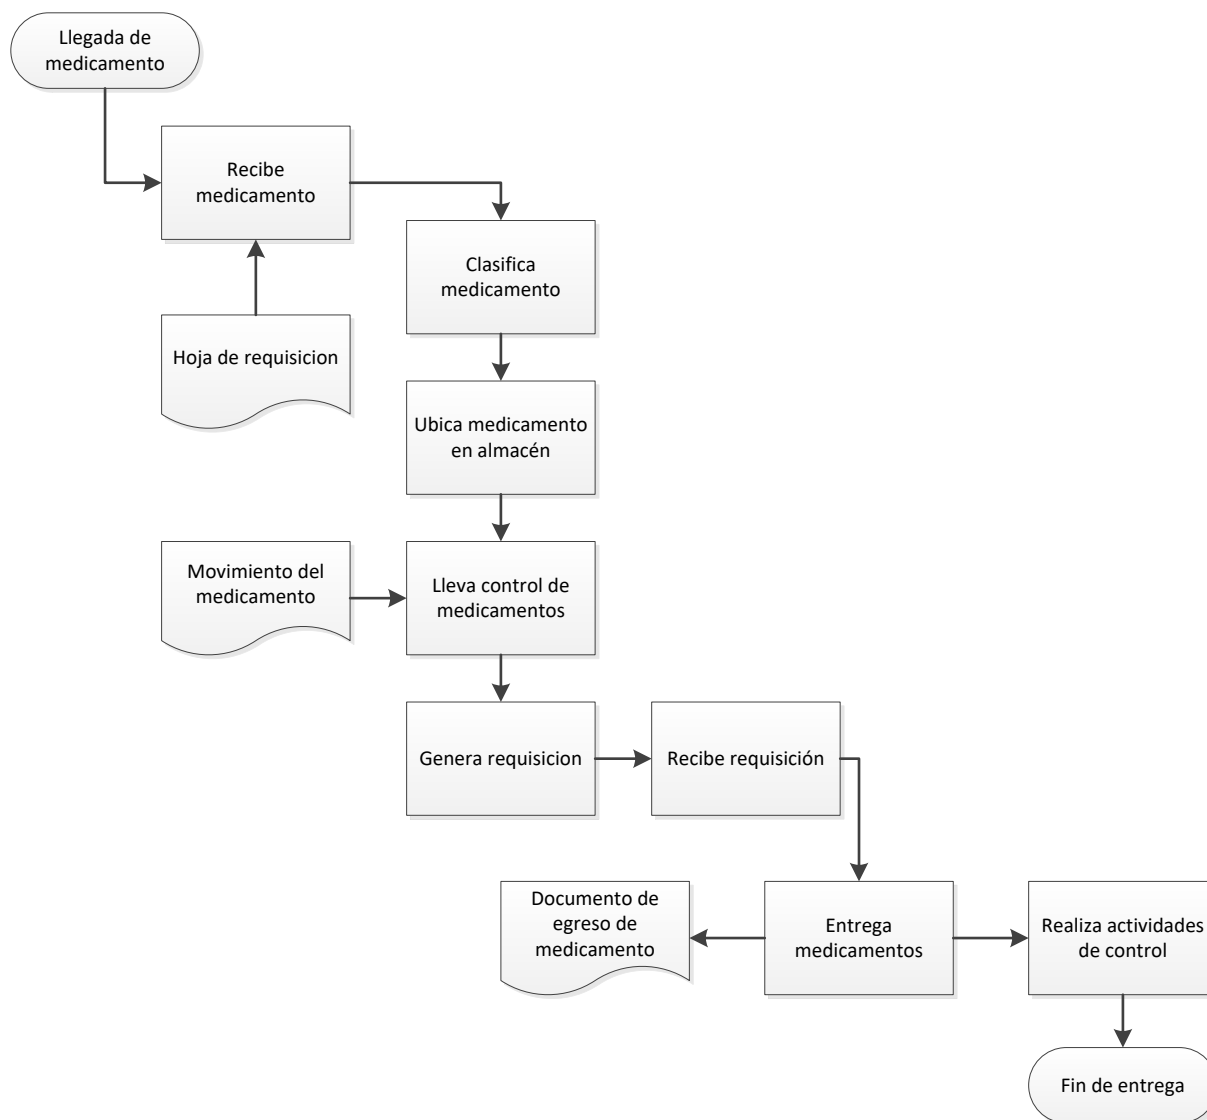 Llegada de
medicamento
Recibe
medicamento
Clasifica
medicamento
Hoja de requisicion
Ubica medicamento
en almacén
Movimiento del
medicamento
Lleva control de
medicamentos
Genera requisicion
Recibe requisición
Documento de
egreso de
medicamento
Entrega
medicamentos
Realiza actividades
de control
Fin de entrega